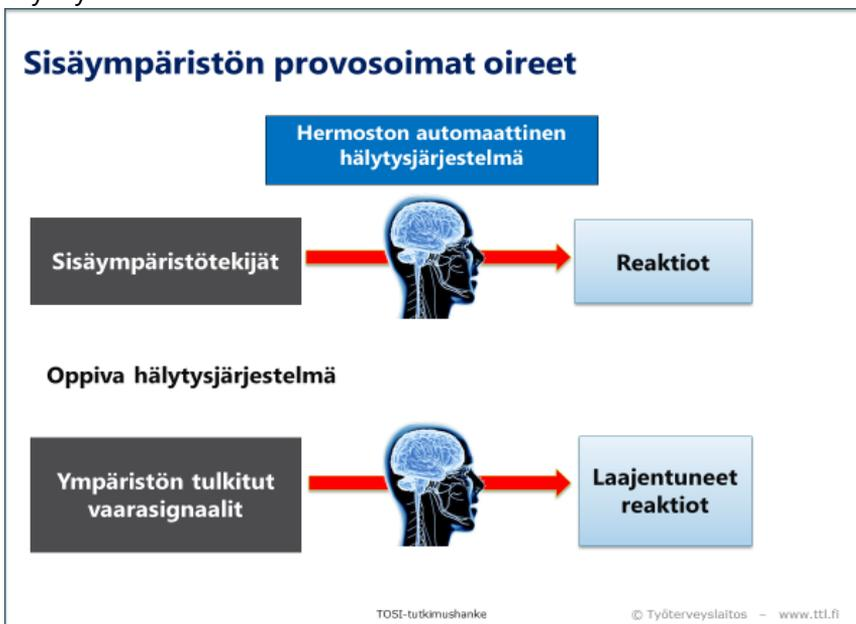 Sisäympäristön provosoimat oireet
Hermoston automaattinen
hälytysjärjestelmä
Sisäympäristötekijät
Reaktiot
Oppiva hälytysjärjestelmä
Ympäristön tulkitut
vaarasignaalit
Laajentuneet
reaktiot
TOSI-tutkimushanke
© Työterveyslaitos – www.ttl.fi